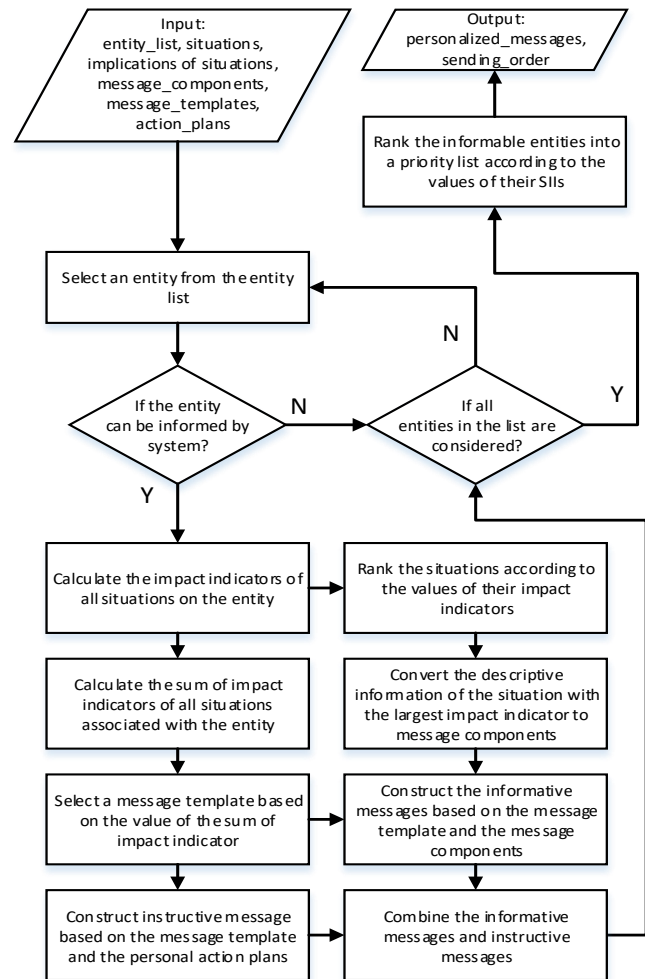 Input:
entity_list, situations,
implications of situations,
message_components,
message_templates,
action_plans
Output:
personalized_messages,
sending_order
Rank the informable entities into
a priority list according to the
values of their SIIs
Select an entity from the entity
list
N
If the entity
can be informed by
system?
N
If all
entities in the list are
considered?
Y
Y
Calculate the impact indicators of
all situations on the entity
Rank the situations according to
the values of their impact
indicators
Calculate the sum of impact
indicators of all situations
associated with the entity
Convert the descriptive
information of the situation with
the largest impact indicator to
message components
Select a message template based
on the value of the sum of
impact indicator
Construct the informative
messages based on the message
template and the message
components
Construct instructive message
based on the message template
and the personal action plans
Combine the informative
messages and instructive
messages